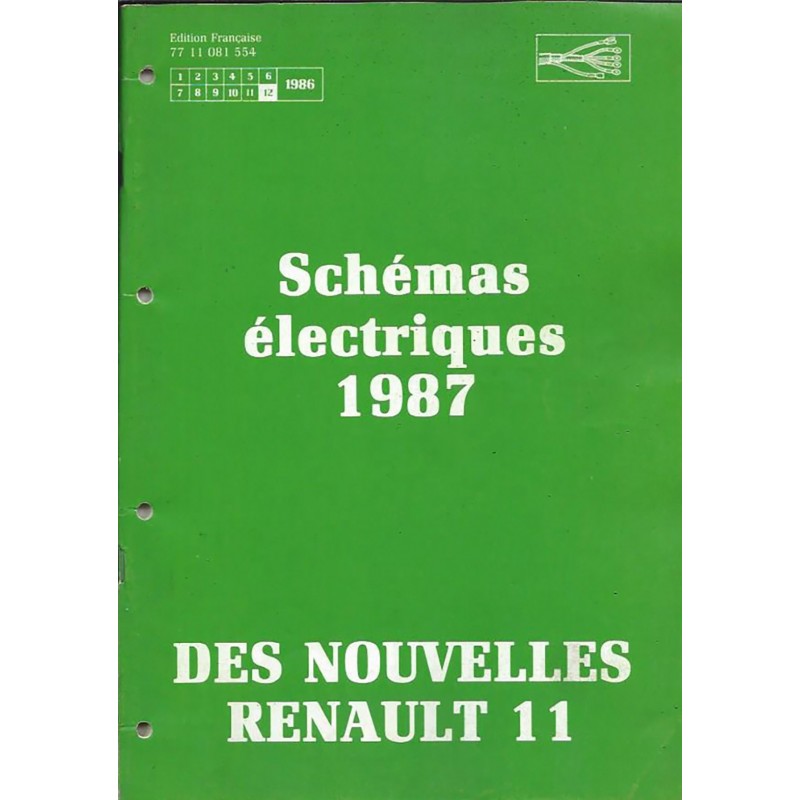 Edition Française
77 11 081 554
1 2 3 4 5 6
7 8 9 10 11 12
1986
Schémas
électriques
1987
DES NOUVELLES
RENAULT 11